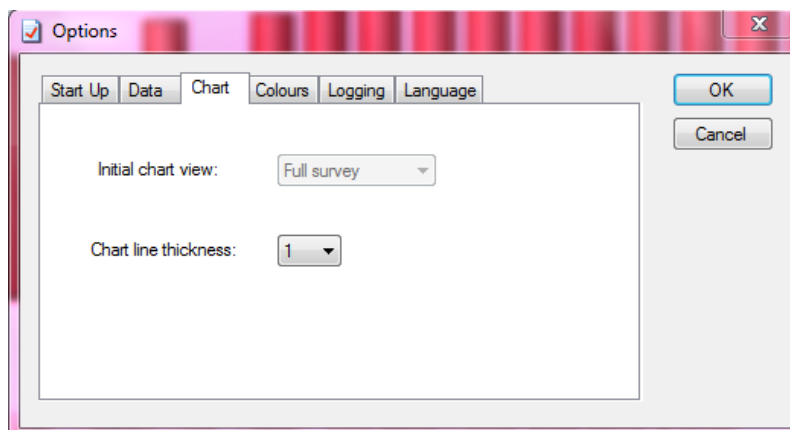 Options
Start Up Data Chart Colours Logging Language
OK
Cancel
Initial chart view: Full survey
Chart line thickness: 1